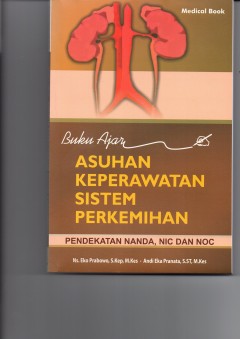 Medical Book
Buku Ajar
ASUHAN
KEPERAWATAN
SISTEM
PERKEMIHAN
PENDEKATAN NANDA, NIC DAN NOC
Ns. Eka Prabowo, S.Kep, M.Kes - Andi Eka Pranata, S.ST, M.Kes